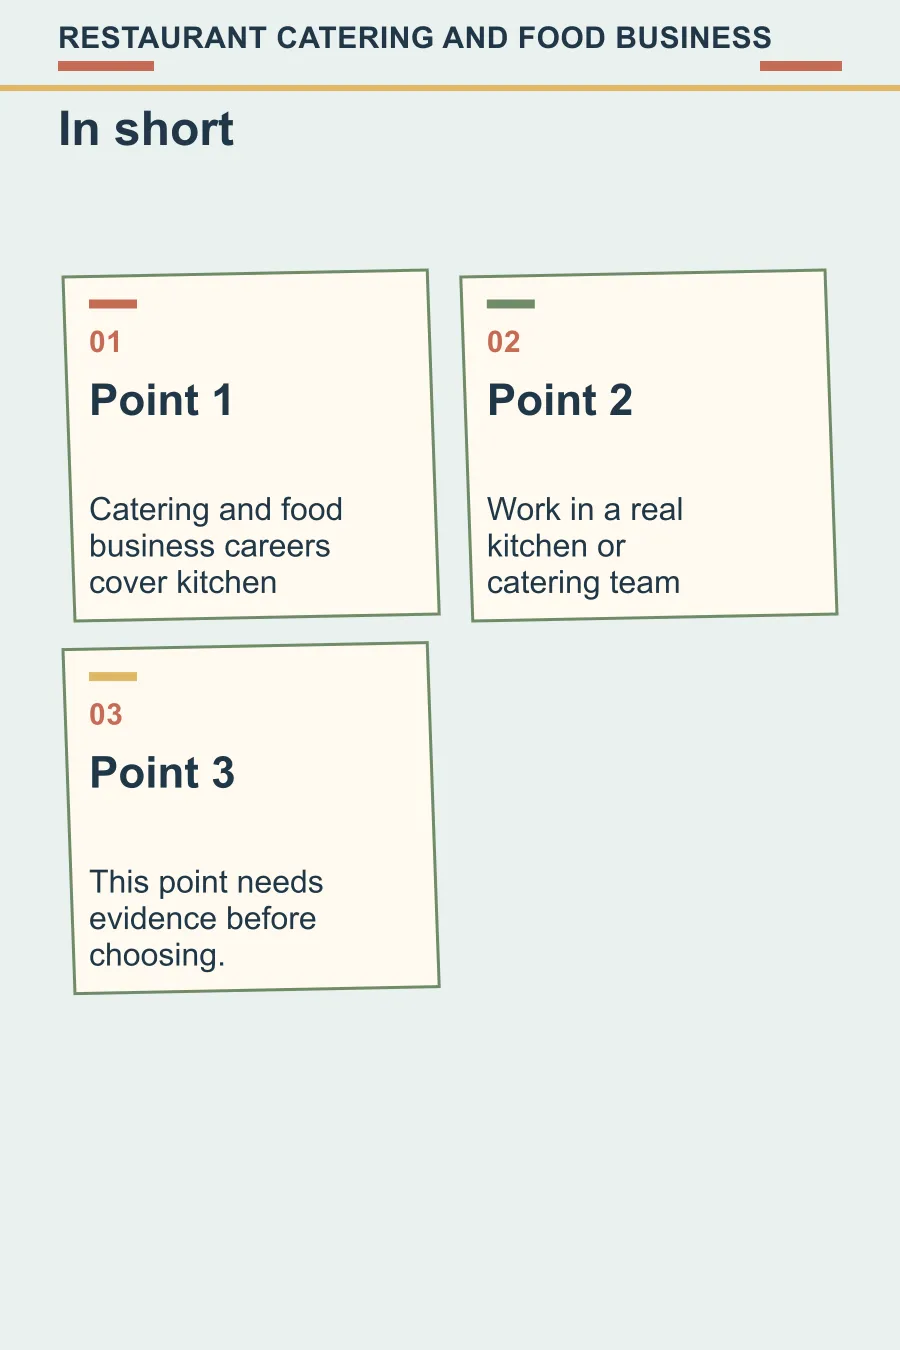 RESTAURANT CATERING AND FOOD BUSINESS
In short
01
Point 1
Catering and food
business careers
cover kitchen
02
Point 2
Work in a real
kitchen or
catering team
03
Point 3
This point needs
evidence before
choosing.